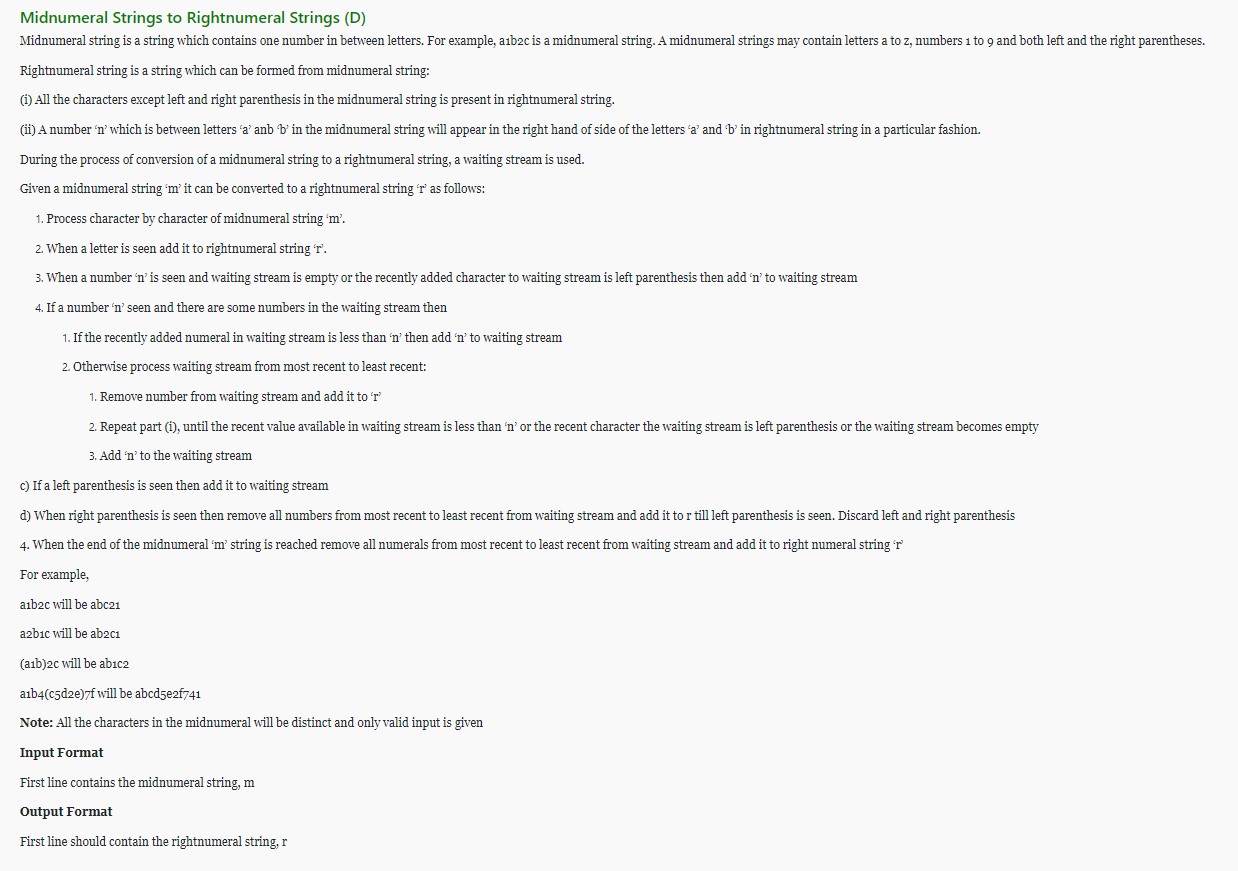 Midnumeral Strings to Rightnumeral Strings (D)
Midnumeral string is a string which contains one number in between letters. For example, a1b2c is a midnumeral string. A midnumeral strings may contain letters a to z, numbers 1 to 9 and both left and the right parentheses.
Rightnumeral string is a string which can be formed from midnumeral string:
(i) All the characters except left and right parenthesis in the midnumeral string is present in rightnumeral string.
(ii) A number ‘n’ which is between letters ‘a’ anb ‘b’ in the midnumeral string will appear in the right hand of side of the letters ‘a’ and ‘b’ in rightnumeral string in a particular fashion.
During the process of conversion of a midnumeral string to a rightnumeral string, a waiting stream is used.
Given a midnumeral string ‘m’ it can be converted to a rightnumeral string ‘r’ as follows:
1. Process character by character of midnumeral string ‘m’.
2. When a letter is seen add it to rightnumeral string ‘r’.
3. When a number ‘n’ is seen and waiting stream is empty or the recently added character to waiting stream is left parenthesis then add ‘n’ to waiting stream
4. If a number ‘n’ seen and there are some numbers in the waiting stream then
1. If the recently added numeral in waiting stream is less than ‘n’ then add ‘n’ to waiting stream
2. Otherwise process waiting stream from most recent to least recent:
1. Remove number from waiting stream and add it to ‘r’
2. Repeat part (i), until the recent value available in waiting stream is less than ‘n’ or the recent character the waiting stream is left parenthesis or the waiting stream becomes empty
3. Add ‘n’ to the waiting stream
c) If a left parenthesis is seen then add it to waiting stream
d) When right parenthesis is seen then remove all numbers from most recent to least recent from waiting stream and add it to r till left parenthesis is seen. Discard left and right parenthesis
4. When the end of the midnumeral ‘m’ string is reached remove all numerals from most recent to least recent from waiting stream and add it to right numeral string ‘r’
For example,
a1b2c will be abc21
a2b1c will be ab2c1
(a1b)2c will be ab1c2
a1b4(c5d2e)7f will be abcd5e2f741
Note: All the characters in the midnumeral will be distinct and only valid input is given
Input Format
First line contains the midnumeral string, m
Output Format
First line should contain the rightnumeral string, r